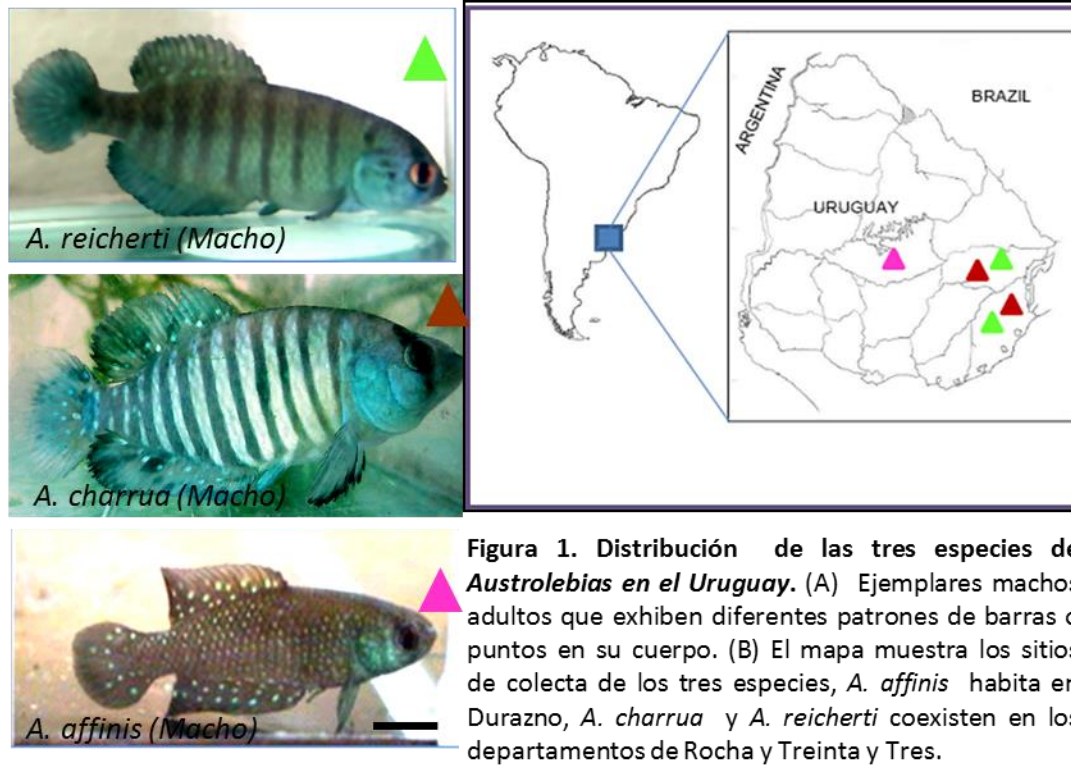 A. reicherti (Macho)
A. charrua (Macho)
A. affinis (Macho)
ARGENTINA
BRAZIL
URUGUAY
Figura 1. Distribución de las tres especies de
Austrolebias en el Uruguay. (A) Ejemplares machos
adultos que exhiben diferentes patrones de barras o
puntos en su cuerpo. (B) El mapa muestra los sitios
de colecta de los tres especies, A. affinis habita en
Durazno, A. charrua y A. reicherti coexisten en los
departamentos de Rocha y Treinta y Tres.